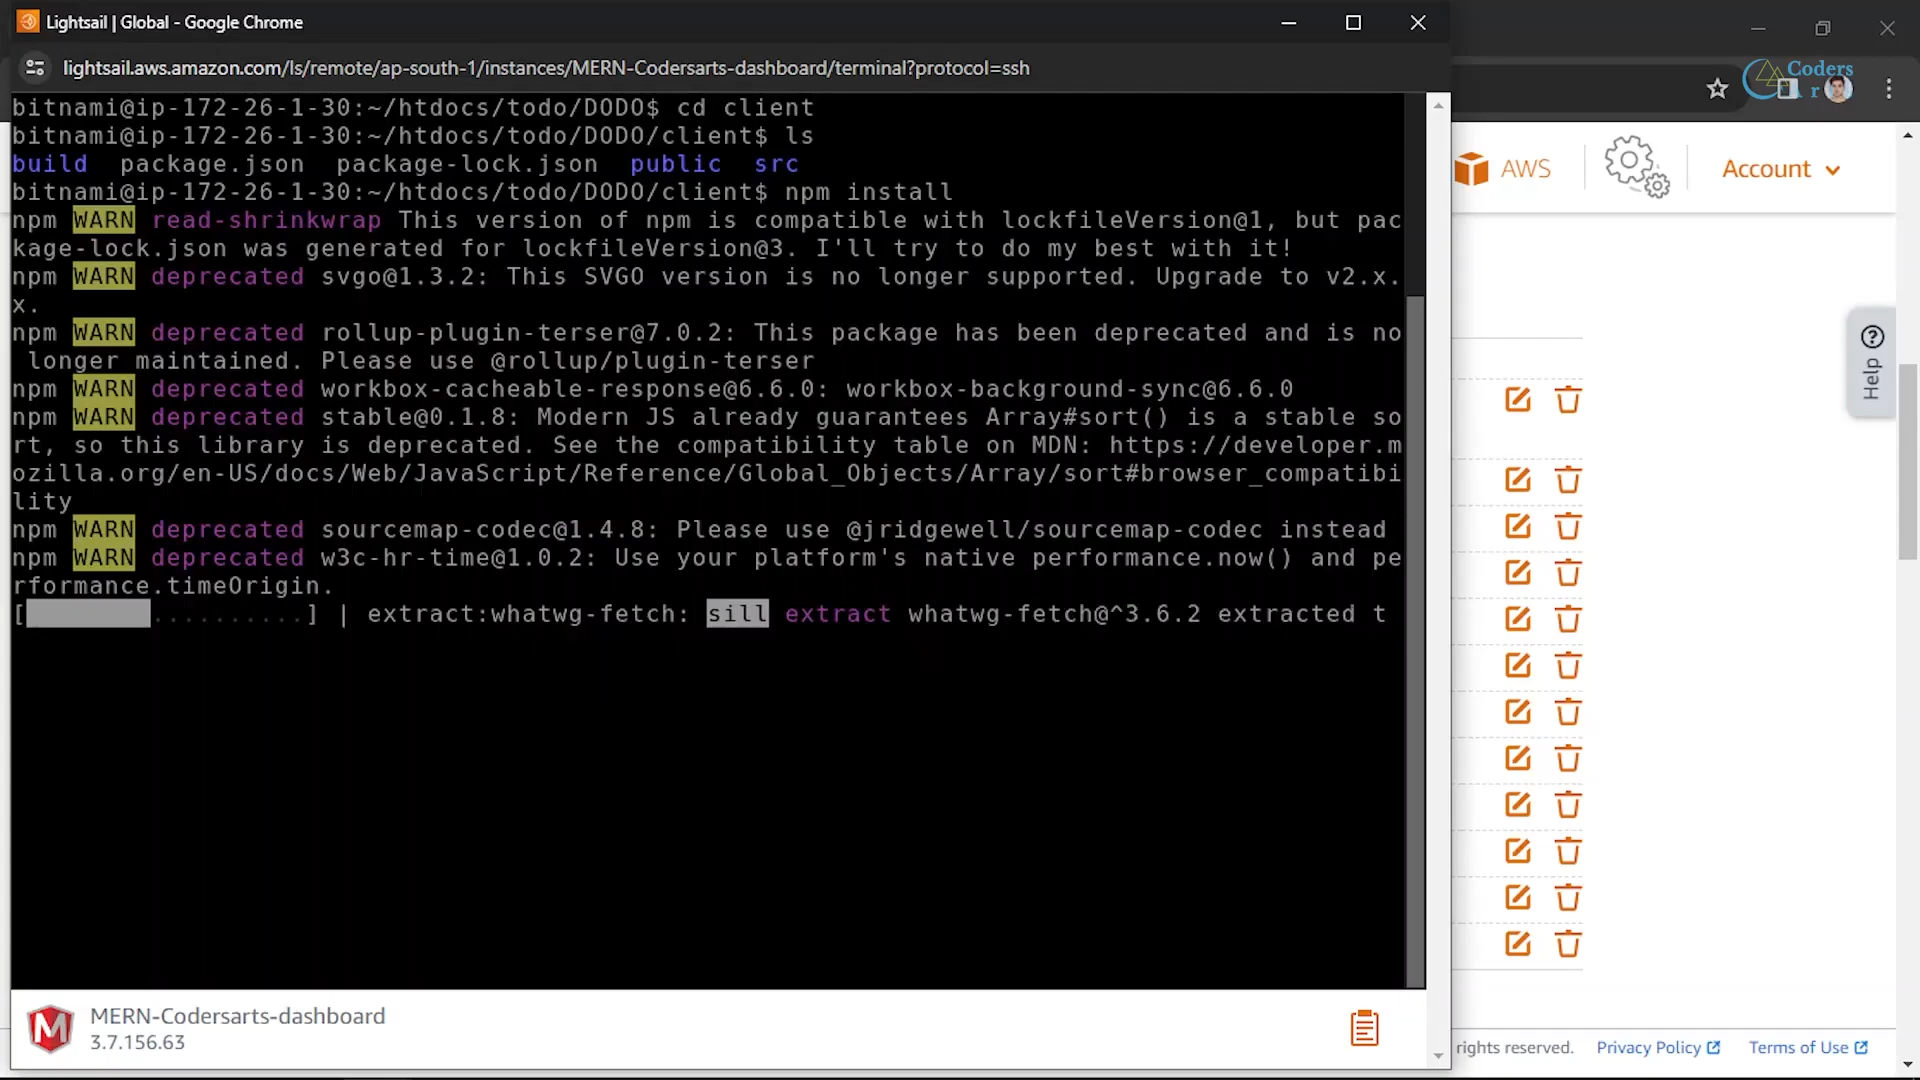 Lightsail | Global - Google Chrome
lightsail.aws.amazon.com/ls/remote/ap-south-1/instances/MERN-Codersarts-dashboard/terminal?protocol=ssh
Coders
Ar
bitnami@ip-172-26-1-30:~/htdocs/todo/DODO$ cd client
bitnami@ip-172-26-1-30:~/htdocs/todo/DODO/client$ ls
build package.json package-lock.json public src
bitnami@ip-172-26-1-30:~/htdocs/todo/DODO/client$ npm install
npm WARN read-shrinkwrap This version of npm is compatible with lockfileVersion@1, but pac
kage-lock.json was generated for lockfileVersion@3. I'll try to do my best with it!
npm WARN deprecated svgo@1.3.2: This SVGO version is no longer supported. Upgrade to v2.x.
x.
npm WARN deprecated rollup-plugin-terser@7.0.2: This package has been deprecated and is no
longer maintained. Please use @rollup/plugin-terser
npm WARN deprecated workbox-cacheable-response@6.6.0: workbox-background-sync@6.6.0
npm WARN deprecated stable@0.1.8: Modern JS already guarantees Array#sort() is a stable so
rt, so this library is deprecated. See the compatibility table on MDN: https://developer.m
ozilla.org/en-US/docs/Web/JavaScript/Reference/Global_Objects/Array/sort#browser_compatibi
lity
npm WARN deprecated sourcemap-codec@1.4.8: Please use @jridgewell/sourcemap-codec instead
npm WARN deprecated w3c-hr-time@1.0.2: Use your platform's native performance.now() and pe
rformance.timeOrigin.
[ ..........] | extract:whatwg-fetch: sill extract whatwg-fetch@^3.6.2 extracted t
MERN-Codersarts-dashboard
3.7.156.63
AWS
Account
Help
rights reserved. Privacy Policy Terms of Use